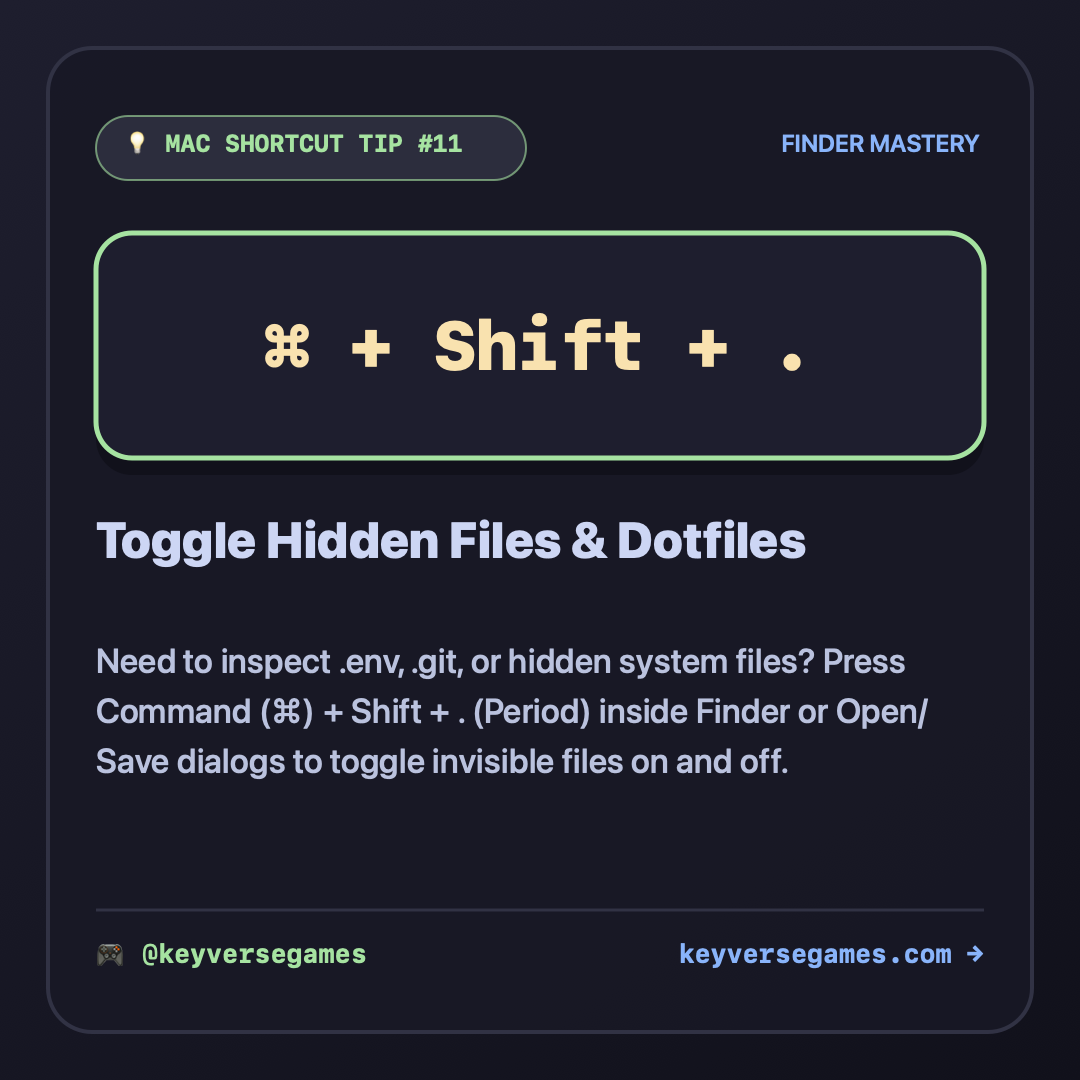 💡 MAC SHORTCUT TIP #11
FINDER MASTERY
⌘ + Shift + .
Toggle Hidden Files & Dotfiles
Need to inspect .env, .git, or hidden system files? Press
Command (⌘) + Shift + . (Period) inside Finder or Open/
Save dialogs to toggle invisible files on and off.
🎮 @keyversegames
keyversegames.com →